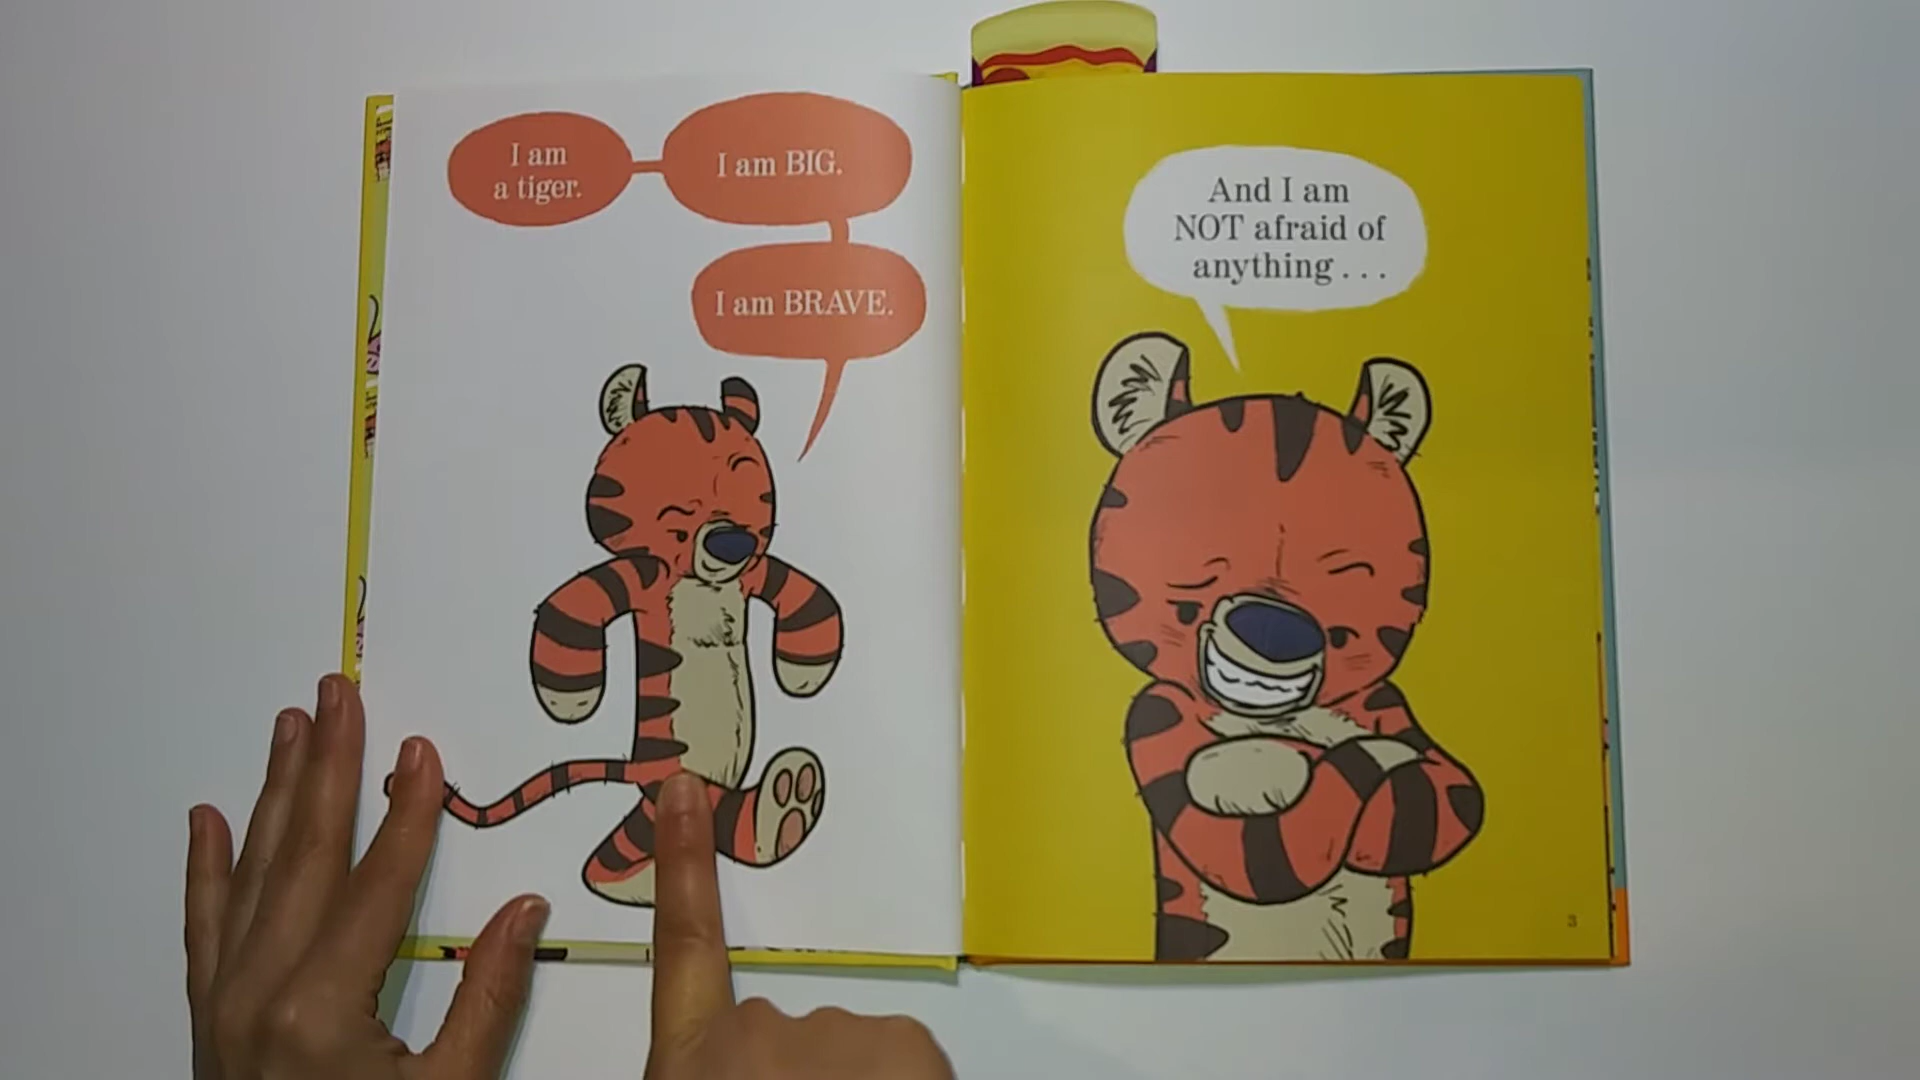 I am
a tiger.
I am BIG.
I am BRAVE.
And I am
NOT afraid of
anything . . .
3